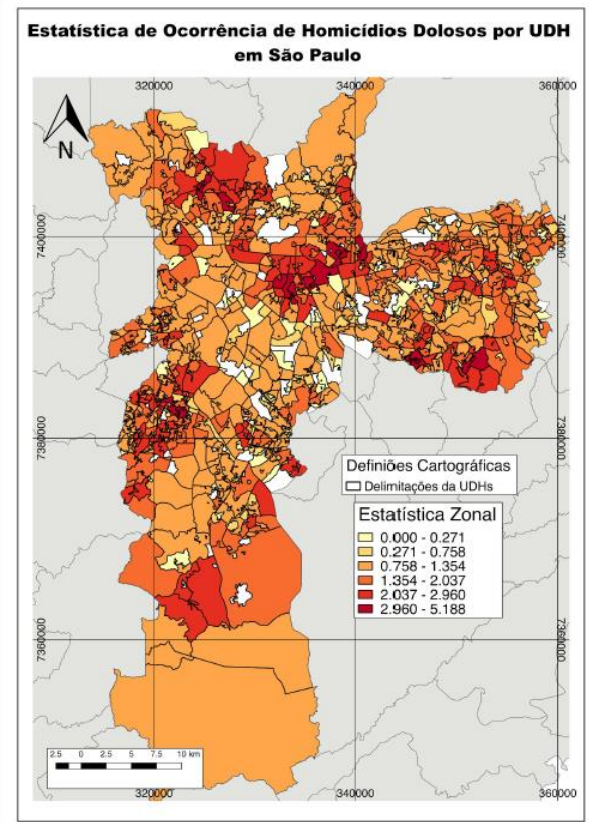 Estatística de Ocorrência de Homicídios Dolosos por UDH
em São Paulo
320000 340000 360000
N
7400000 7400000
7380000 7380000
Definiões Cartográficas
Delimitações da UDHs
Estatística Zonal
0.000 - 0.271
0.271 - 0.758
0.758 - 1.354
1.354 - 2.037
2.037 - 2.960
2.960 - 5.188
7360000 7360000
2.5 0 2.5 5 7.5 10 km
320000 340000 360000